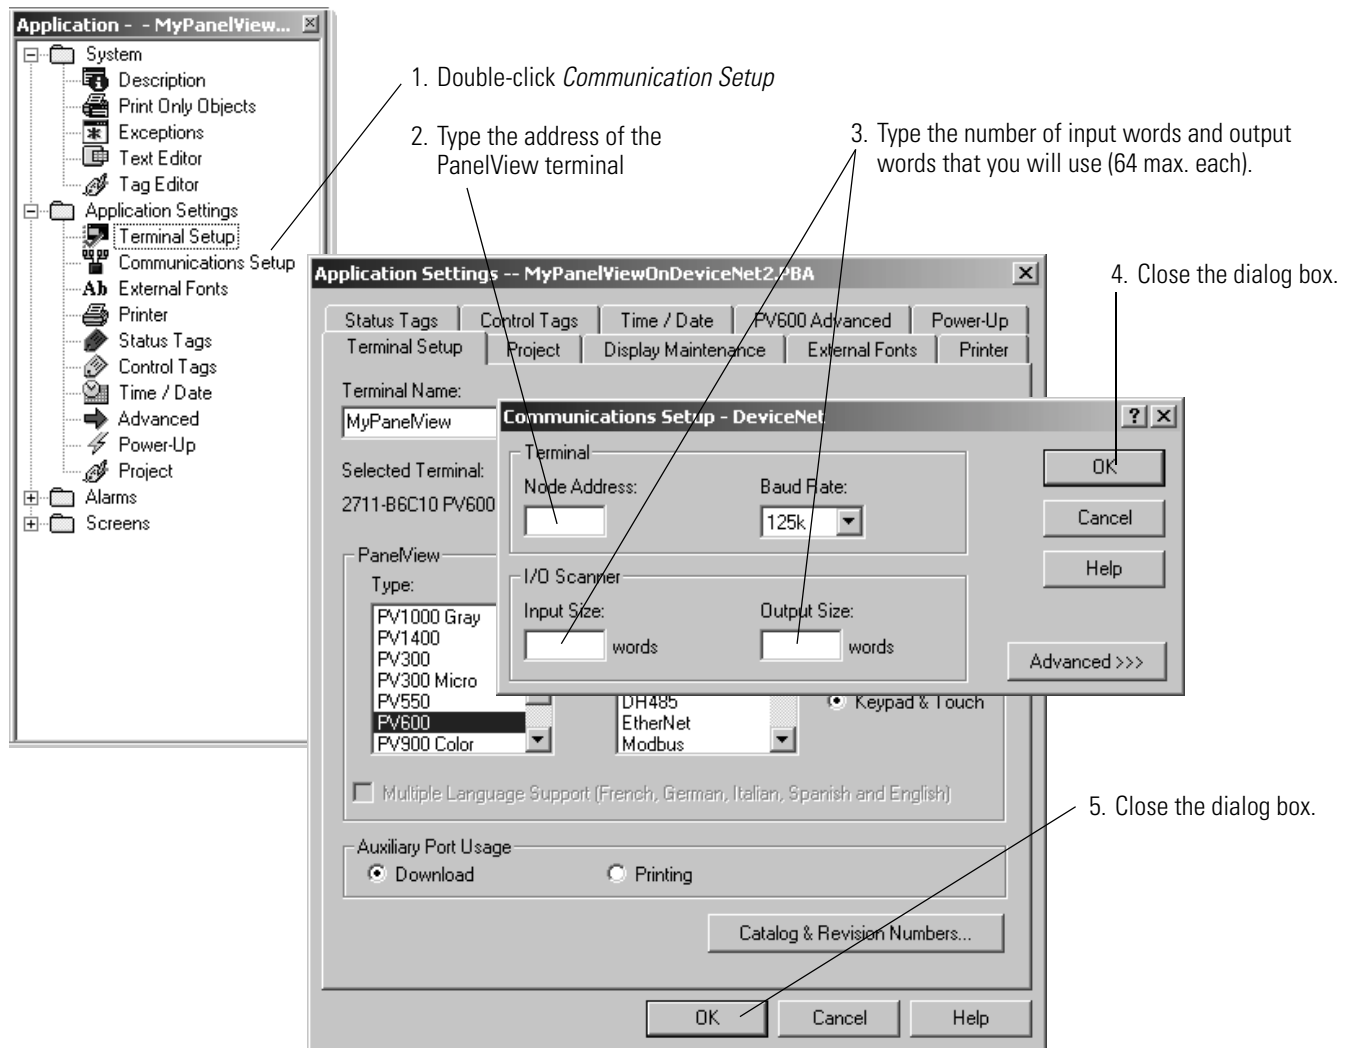 Application - - MyPanelView...
System
Description
Print Only Objects
Exceptions
Text Editor
Tag Editor
Application Settings
Terminal Setup
Communications Setup
Ab External Fonts
Printer
Status Tags
Control Tags
Time / Date
Advanced
Power-Up
Project
Alarms
Screens
1. Double-click Communication Setup
2. Type the address of the
PanelView terminal
3. Type the number of input words and output
words that you will use (64 max. each).
4. Close the dialog box.
Application Settings -- MyPanelViewOnDeviceNet2.PBA
Status Tags Control Tags Time / Date PV600 Advanced Power-Up
Terminal Setup Project Display Maintenance External Fonts Printer
Terminal Name:
MyPanelView
Selected Terminal:
2711-B6C10 PV600
PanelView
Type:
PV1000 Gray
PV1400
PV300
PV300 Micro
PV550
PV600
PV900 Color
DH485
EtherNet
Modbus
Keypad & Touch
Communications Setup - DeviceNet
Terminal
Node Address: Baud Rate:
125k
I/O Scanner
Input Size: Output Size:
words words
OK
Cancel
Help
Advanced >>>
Multiple Language Support (French, German, Italian, Spanish and English)
Auxiliary Port Usage
Download Printing
Catalog & Revision Numbers...
OK Cancel Help
5. Close the dialog box.